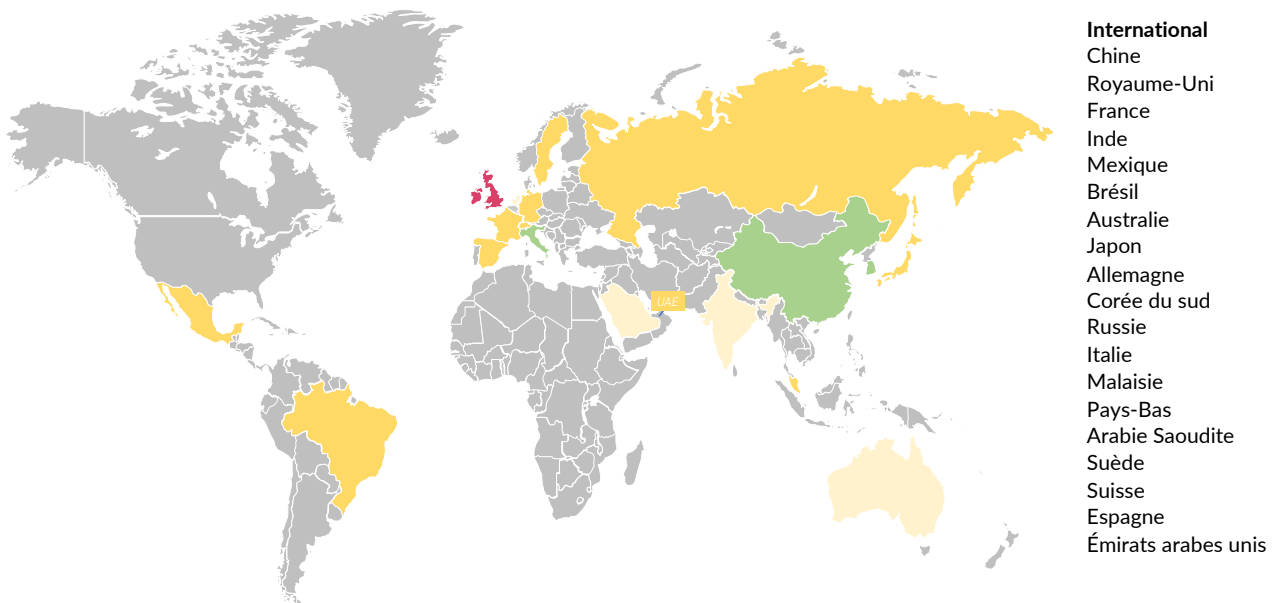 International
Chine
Royaume-Uni
France
Inde
Mexique
Brésil
Australie
Japon
Allemagne
Corée du sud
Russie
Italie
Malaisie
Pays-Bas
Arabie Saoudite
Suède
Suisse
Espagne
Émirats arabes unis
UAE